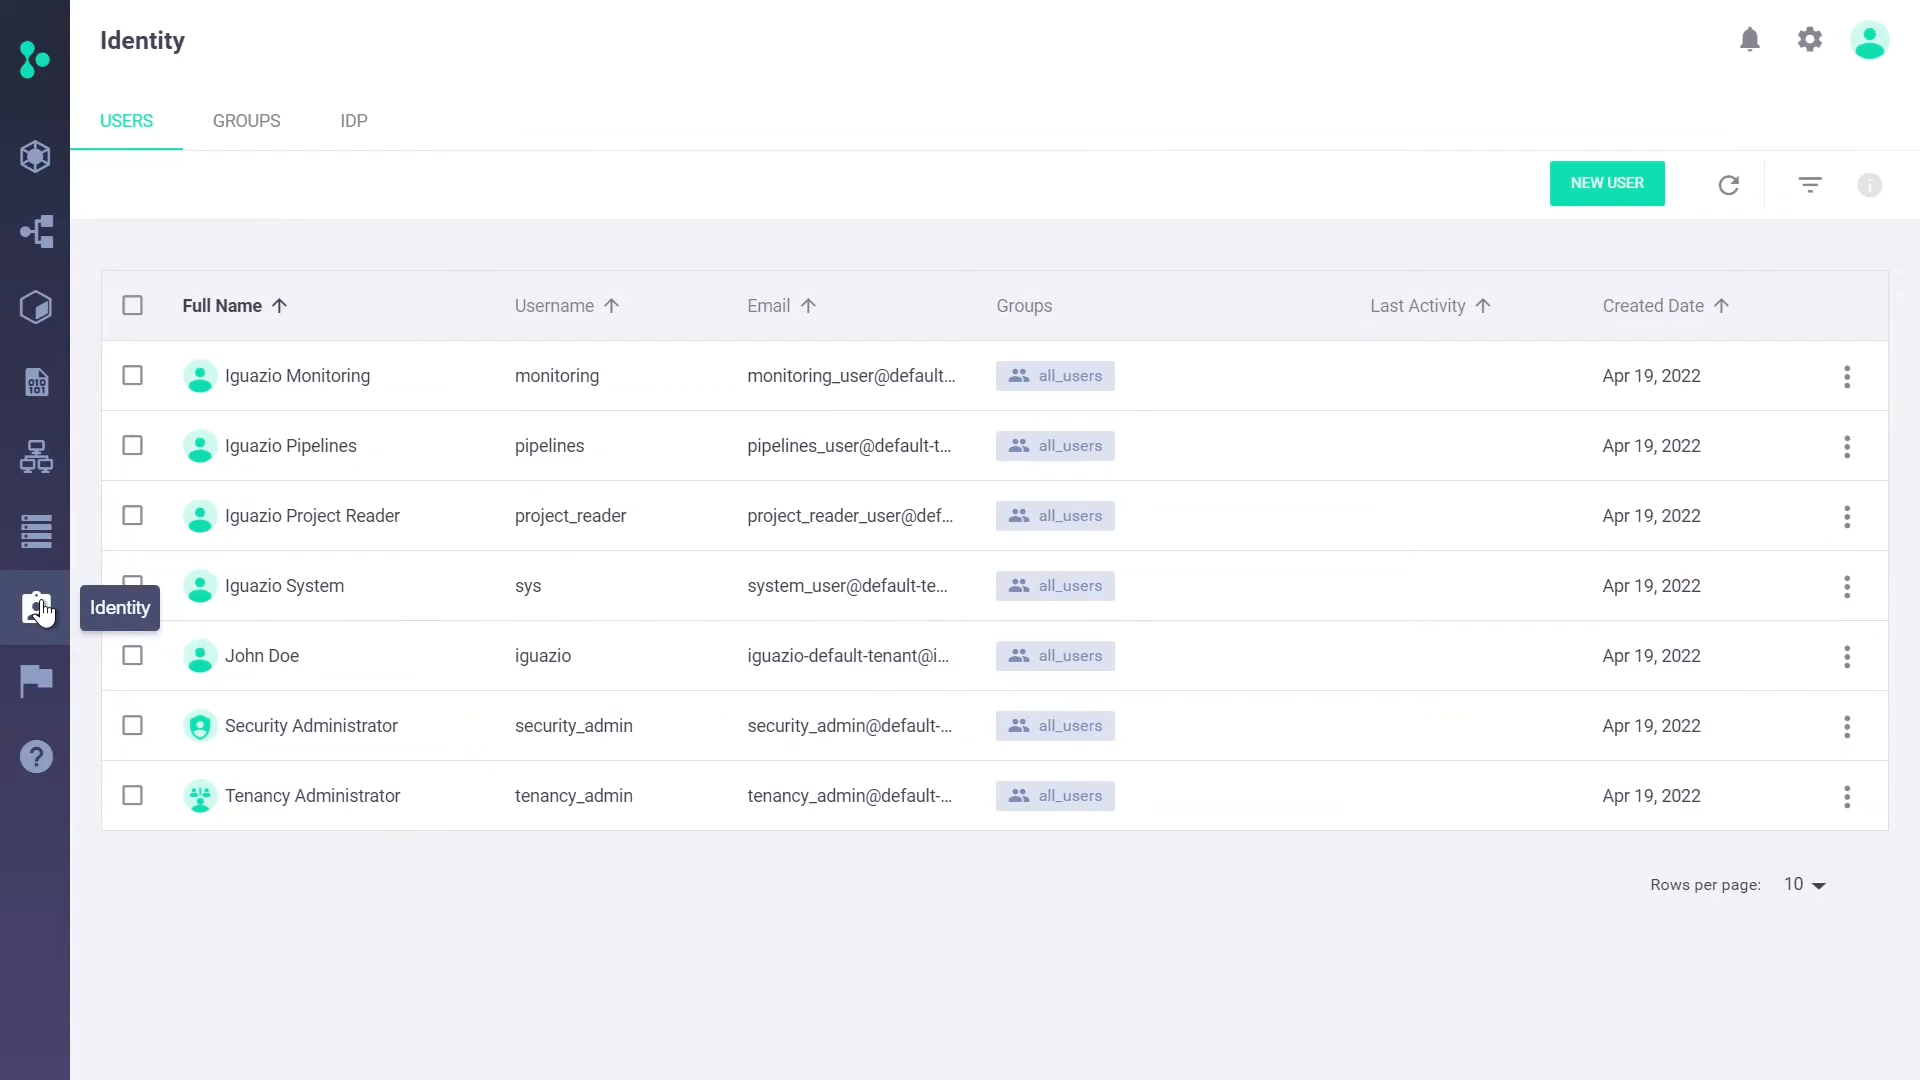 Identity
USERS GROUPS IDP
NEW USER
Full Name Username Email Groups Last Activity Created Date
Iguazio Monitoring monitoring monitoring_user@default... all_users Apr 19, 2022
Iguazio Pipelines pipelines pipelines_user@default-t... all_users Apr 19, 2022
Iguazio Project Reader project_reader project_reader_user@def... all_users Apr 19, 2022
Iguazio System sys system_user@default-te... all_users Apr 19, 2022
Identity
John Doe iguazio iguazio-default-tenant@i... all_users Apr 19, 2022
Security Administrator security_admin security_admin@default-... all_users Apr 19, 2022
Tenancy Administrator tenancy_admin tenancy_admin@default-... all_users Apr 19, 2022
Rows per page: 10